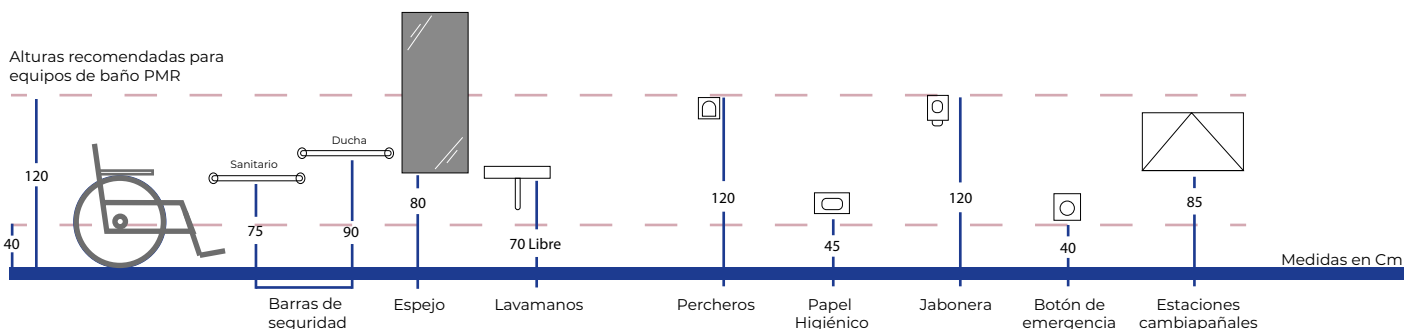 Alturas recomendadas para
equipos de baño PMR
Ducha
Sanitario
120
40
75
90
80
70 Libre
120
45
120
40
85
Medidas en Cm
Barras de
seguridad
Espejo
Lavamanos
Percheros
Papel
Higiénico
Jabonera
Botón de
emergencia
Estaciones
cambiapañales